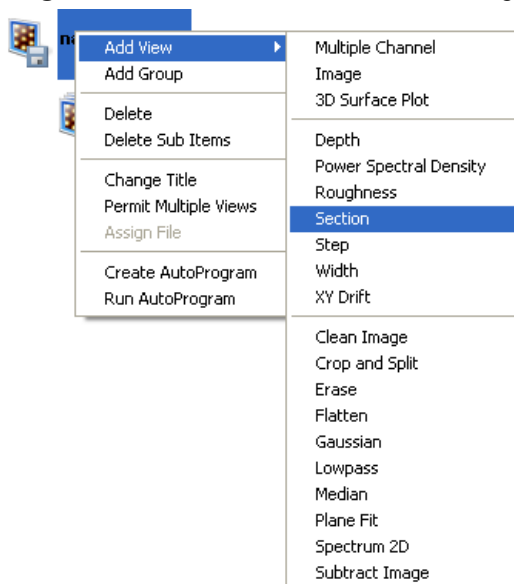 Add View
Add Group
Delete
Delete Sub Items
Change Title
Permit Multiple Views
Assign File
Create AutoProgram
Run AutoProgram
Multiple Channel
Image
3D Surface Plot
Depth
Power Spectral Density
Roughness
Section
Step
Width
XY Drift
Clean Image
Crop and Split
Erase
Flatten
Gaussian
Lowpass
Median
Plane Fit
Spectrum 2D
Subtract Image